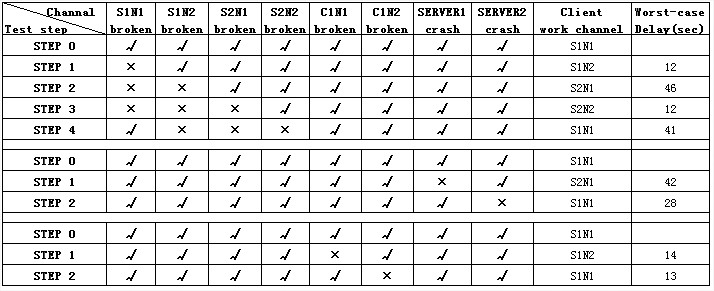 Channal S1N1 S1N2 S2N1 S2N2 C1N1 C1N2 SERVER1 SERVER2 Client Worst-case
Test step broken broken broken broken broken broken crash crash work channel Delay(sec)
STEP 0 √ √ √ √ √ √ √ √ S1N1
STEP 1 × √ √ √ √ √ √ √ S1N2 12
STEP 2 × × √ √ √ √ √ √ S2N1 46
STEP 3 × × × √ √ √ √ √ S2N2 12
STEP 4 √ × × × √ √ √ √ S1N1 41
STEP 0 √ √ √ √ √ √ √ √ S1N1
STEP 1 √ √ √ √ √ √ × √ S2N1 42
STEP 2 √ √ √ √ √ √ √ × S1N1 28
STEP 0 √ √ √ √ √ √ √ √ S1N1
STEP 1 √ √ √ √ × √ √ √ S1N2 14
STEP 2 √ √ √ √ √ × √ √ S1N1 13